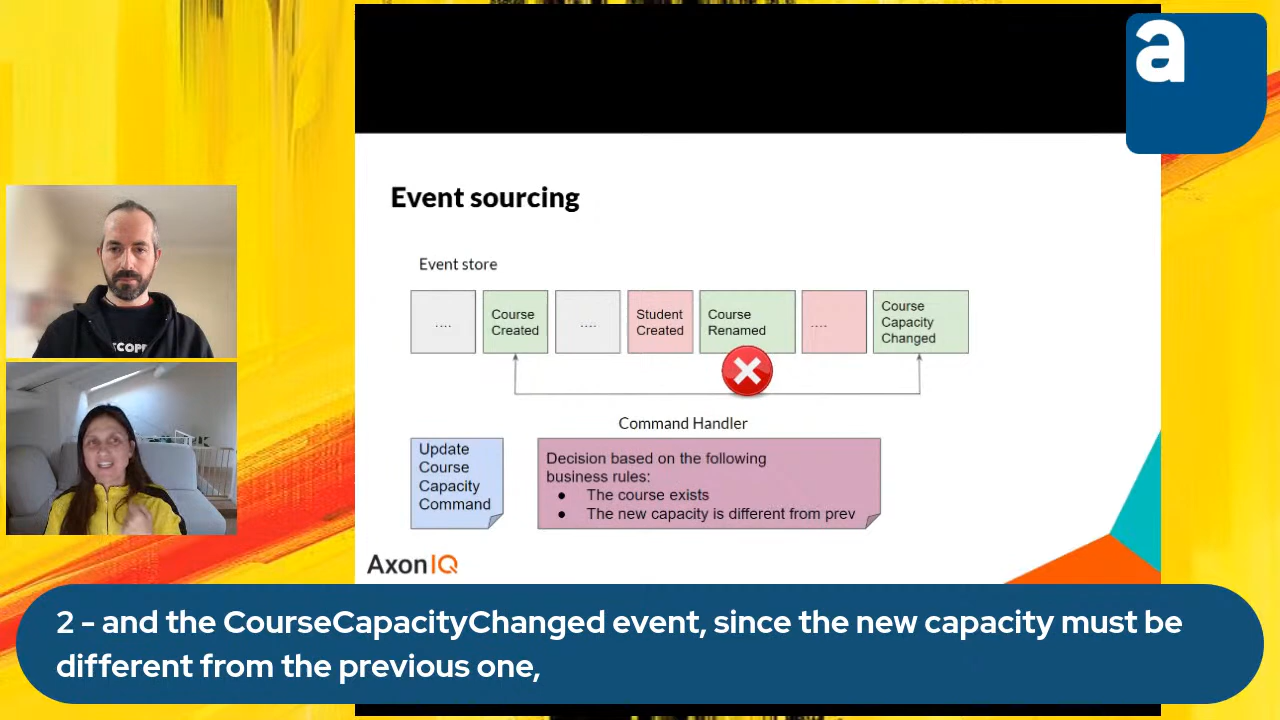 a
Event sourcing
Event store
....
Course
Created
....
Student
Created
Course
Renamed
....
Course
Capacity
Changed
Command Handler
Update
Course
Capacity
Command
Decision based on the following
business rules:
● The course exists
● The new capacity is different from prev
AxonIQ
2 - and the CourseCapacityChanged event, since the new capacity must be
different from the previous one,